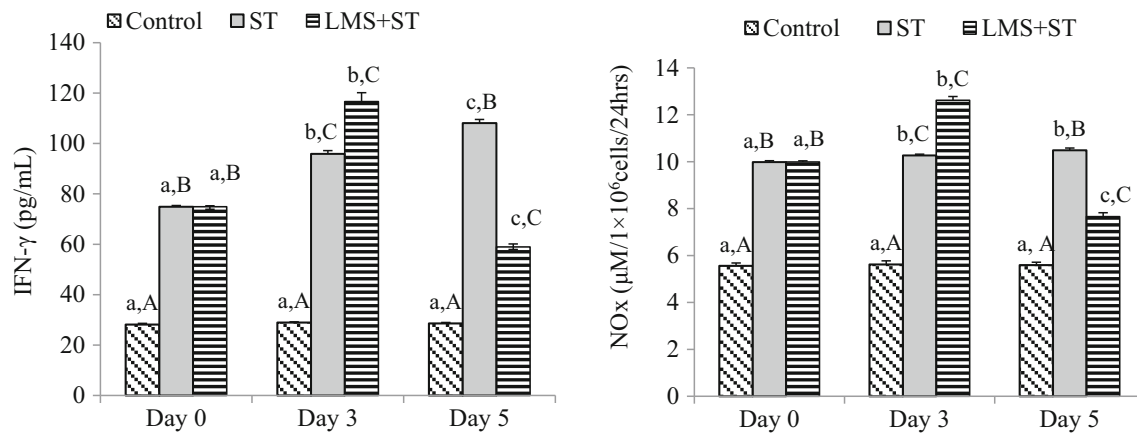 Control ST LMS+ST
IFN-γ (pg/mL)
140
120
100
80
60
40
20
0
a,A
a,B
a,B
a,A
b,C
b,C
a,A
c,B
c,C
Day 0 Day 3 Day 5
Control ST LMS+ST
NOx (μM/1×10⁶cells/24hrs)
14
12
10
8
6
4
2
0
a,A
a,B
a,B
a,A
b,C
b,C
a, A
b,B
c,C
Day 0 Day 3 Day 5